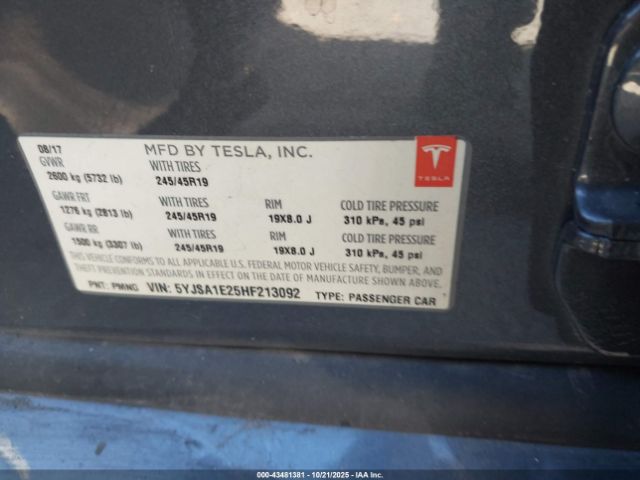 08/17 MFD BY TESLA, INC.
GVWR WITH TIRES
2600 kg (5732 lb) 245/45R19
TESLA
GAWR FRT WITH TIRES RIM COLD TIRE PRESSURE
1276 kg (2813 lb) 245/45R19 19X8.0 J 310 kPa, 45 psi
GAWR RR WITH TIRES RIM COLD TIRE PRESSURE
1500 kg (3307 lb) 245/45R19 19X8.0 J 310 kPa, 45 psi
THIS VEHICLE CONFORMS TO ALL APPLICABLE U.S. FEDERAL MOTOR VEHICLE SAFETY, BUMPER, AND
THEFT PREVENTION STANDARDS IN EFFECT ON THE DATE OF MANUFACTURE SHOWN ABOVE.
PNT: PMNG VIN: 5YJSA1E25HF213092 TYPE: PASSENGER CAR
000-43481381 - 10/21/2025 - IAA Inc.